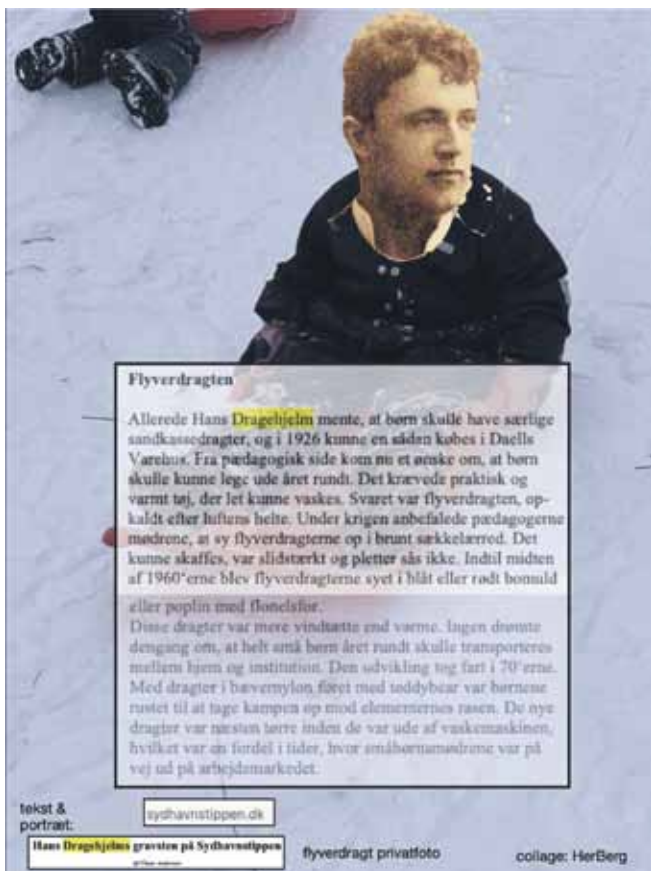 Flyverdragten
Allerede Hans Dragehjelm mente, at børn skulle have særlige
sandkassedragter, og i 1926 kunne en sådan købes i Daells
Varehus. Fra pædagogisk side kom nu et ønske om, at børn
skulle kunne lege ude året rundt. Det krævede praktisk og
varmt tøj, der let kunne vaskes. Svaret var flyverdragten, op-
kaldt efter luftens helte. Under krigen anbefalede pædagogerne
mødrene, at sy flyverdragterne op i brunt sækkelærred. Det
kunne skaffes, var slidstærkt og pletter sås ikke. Indtil midten
af 1960'erne blev flyverdragterne syet i blåt eller rødt bomuld
eller poplin med flonelsfor.
Disse dragter var mere vindtætte end varme. Ingen drømte
dengang om, at helt små børn året rundt skulle transporteres
mellem hjem og institution. Den udvikling tog fart i 70'erne.
Med dragter i bævernylon foret med teddybear var børnene
rustet til at tage kampen op mod elementernes rasen. De nye
dragter var næsten tørre inden de var ude af vaskemaskinen,
hvilket var en fordel i tider, hvor småbørnsmødrene var på
vej ud på arbejdsmarkedet.
tekst &
portræt:
sydhavnstippen.dk
Hans Dragehjelms gravsten på Sydhavnstippen
flyverdragt privatfoto
collage: HerBerg